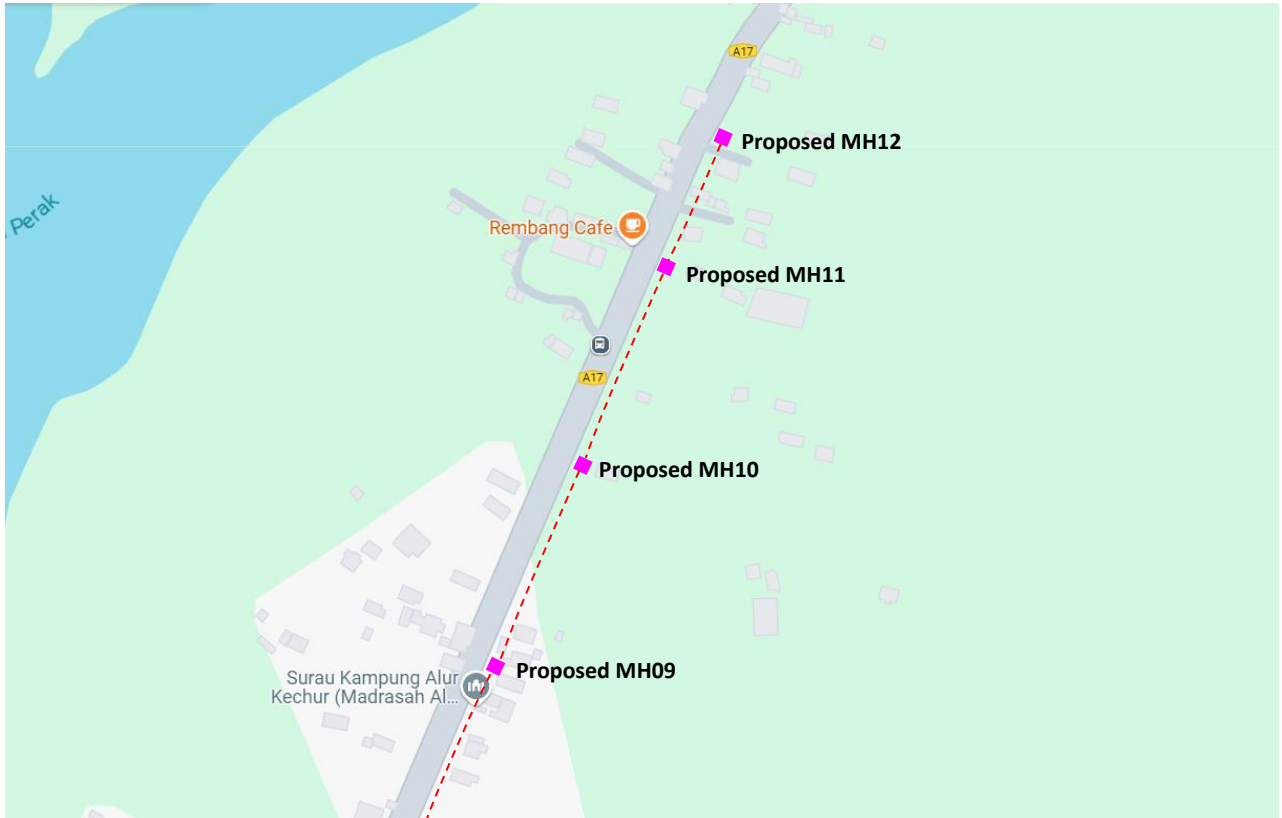 A17
Proposed MH12
Perak
Rembang Cafe
Proposed MH11
A17
Proposed MH10
Surau Kampung Alur
Kechur (Madrasah Al...
Proposed MH09